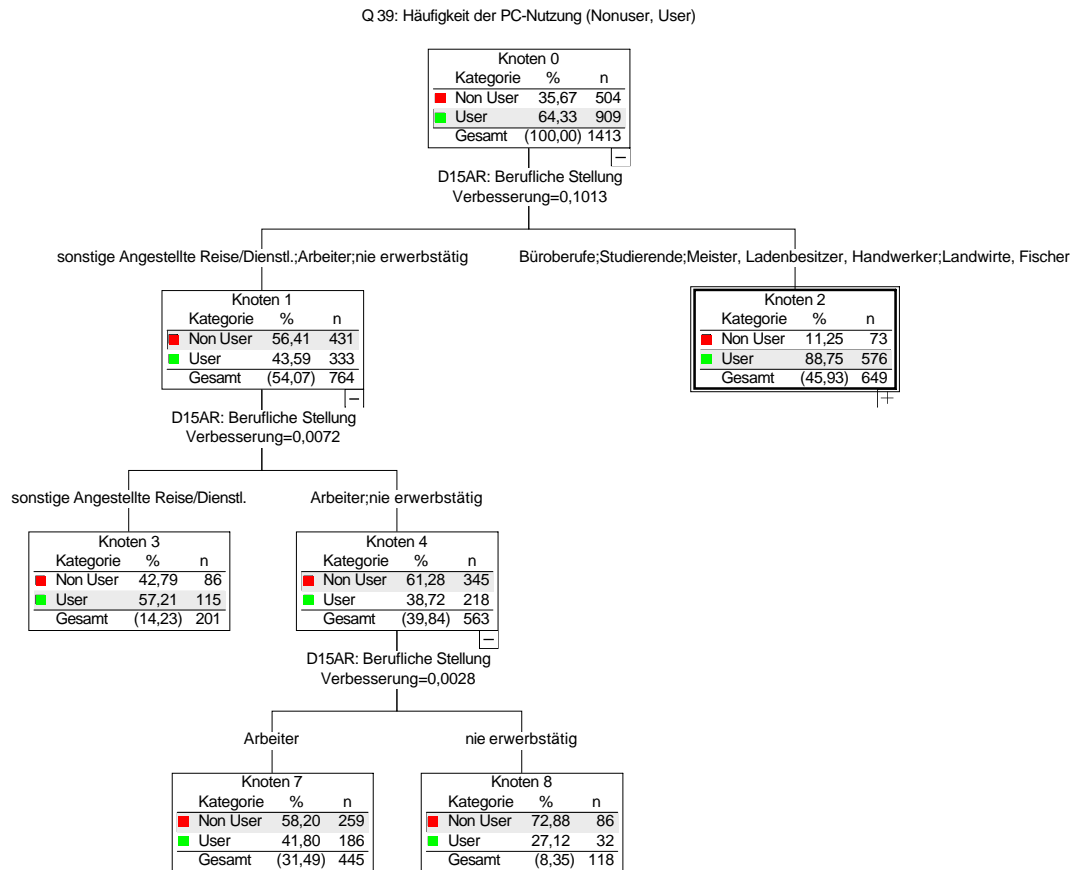 Q 39: Häufigkeit der PC-Nutzung (Nonuser, User)
Knoten 0
Kategorie % n
Non User 35,67 504
User 64,33 909
Gesamt (100,00) 1413
D15AR: Berufliche Stellung
Verbesserung=0,1013
sonstige Angestellte Reise/Dienstl.;Arbeiter;nie erwerbstätig
Büroberufe;Studierende;Meister, Ladenbesitzer, Handwerker;Landwirte, Fischer
Knoten 1
Kategorie % n
Non User 56,41 431
User 43,59 333
Gesamt (54,07) 764
Knoten 2
Kategorie % n
Non User 11,25 73
User 88,75 576
Gesamt (45,93) 649
D15AR: Berufliche Stellung
Verbesserung=0,0072
sonstige Angestellte Reise/Dienstl.
Arbeiter;nie erwerbstätig
Knoten 3
Kategorie % n
Non User 42,79 86
User 57,21 115
Gesamt (14,23) 201
Knoten 4
Kategorie % n
Non User 61,28 345
User 38,72 218
Gesamt (39,84) 563
D15AR: Berufliche Stellung
Verbesserung=0,0028
Arbeiter
nie erwerbstätig
Knoten 7
Kategorie % n
Non User 58,20 259
User 41,80 186
Gesamt (31,49) 445
Knoten 8
Kategorie % n
Non User 72,88 86
User 27,12 32
Gesamt (8,35) 118